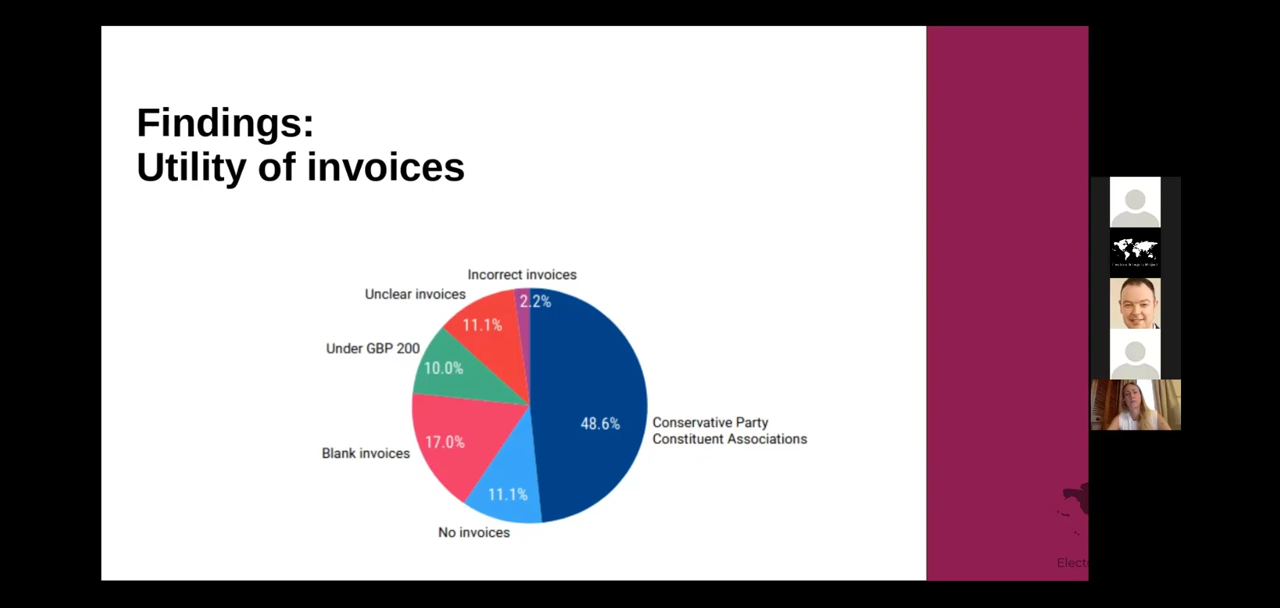 Findings:
Utility of invoices
Incorrect invoices
2.2%
Unclear invoices
11.1%
Under GBP 200
10.0%
48.6%
Conservative Party
Constituent Associations
17.0%
Blank invoices
11.1%
No invoices